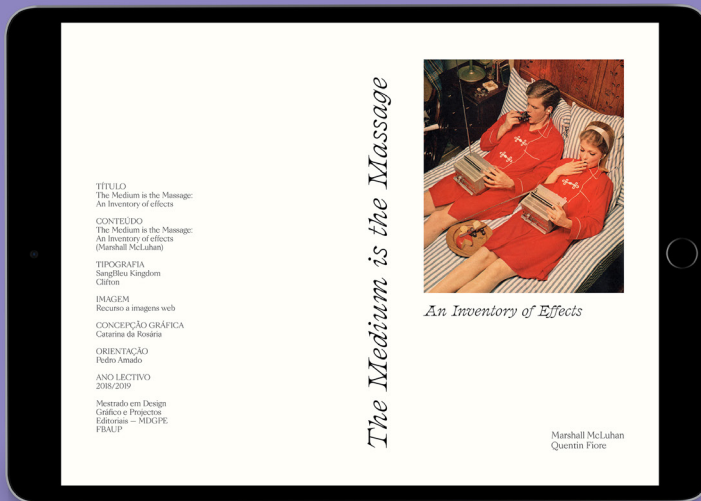 TÍTULO
The Medium is the Massage:
An Inventory of effects
CONTEÚDO
The Medium is the Massage:
An Inventory of effects
(Marshall McLuhan)
TIPOGRAFIA
SangBleu Kingdom
Clifton
IMAGEM
Recurso a imagens web
CONCEPÇÃO GRÁFICA
Catarina da Rosária
ORIENTAÇÃO
Pedro Amado
ANO LECTIVO
2018/2019
Mestrado em Design
Gráfico e Projectos
Editoriais — MDGPE
FBAUP
The Medium is the Massage
An Inventory of Effects
Marshall McLuhan
Quentin Fiore